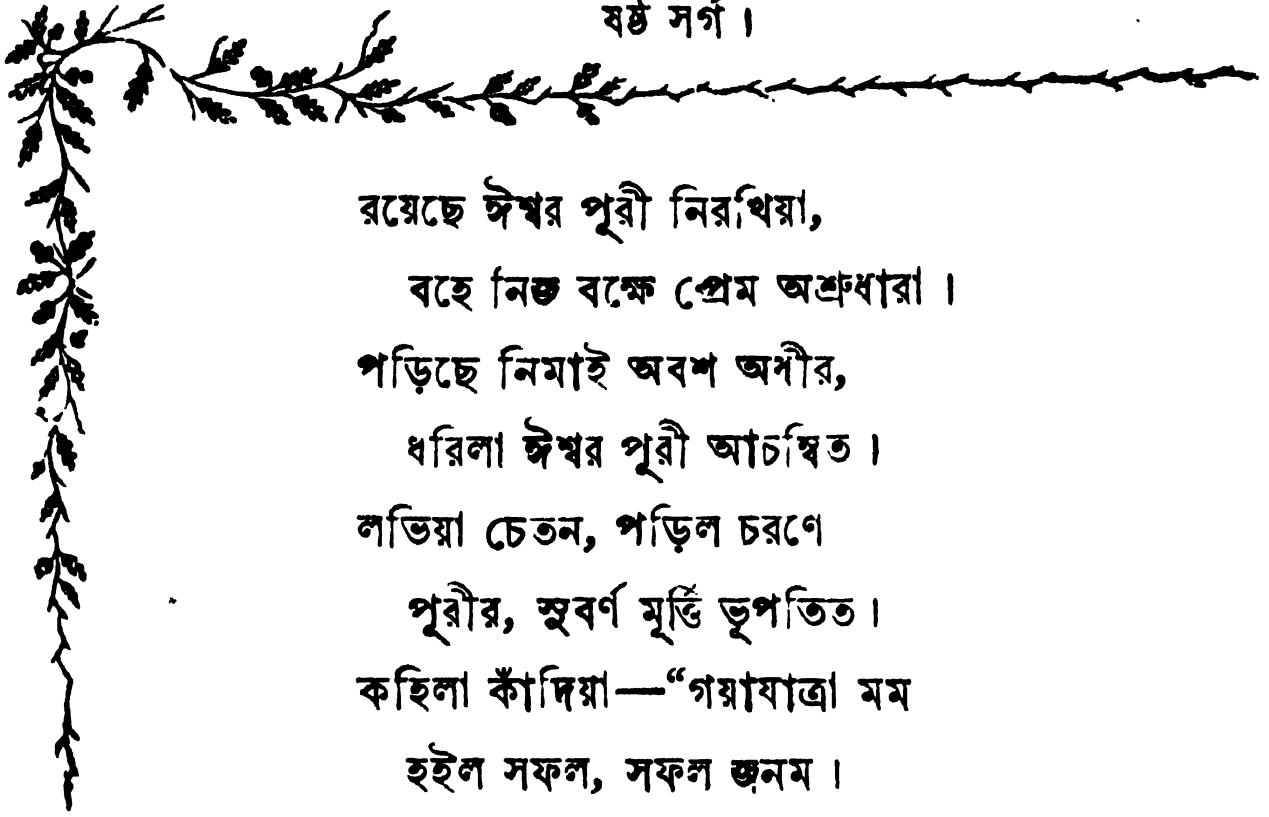 ষষ্ঠ সর্গ।
রয়েছে ঈশ্বর পূরী নিরখিয়া,
বহে নিজ বক্ষে প্রেম অশ্রুধারা।
পড়িছে নিমাই অবশ অধীর,
ধরিলা ঈশ্বর পূরী আচম্বিত।
লভিয়া চেতন, পড়িল চরণে
পূরীর, সুবর্ণ মূর্ত্তি ভূপতিত।
কহিলা কাঁদিয়া—“গয়াযাত্রা মম
হইল সফল, সফল জনম।